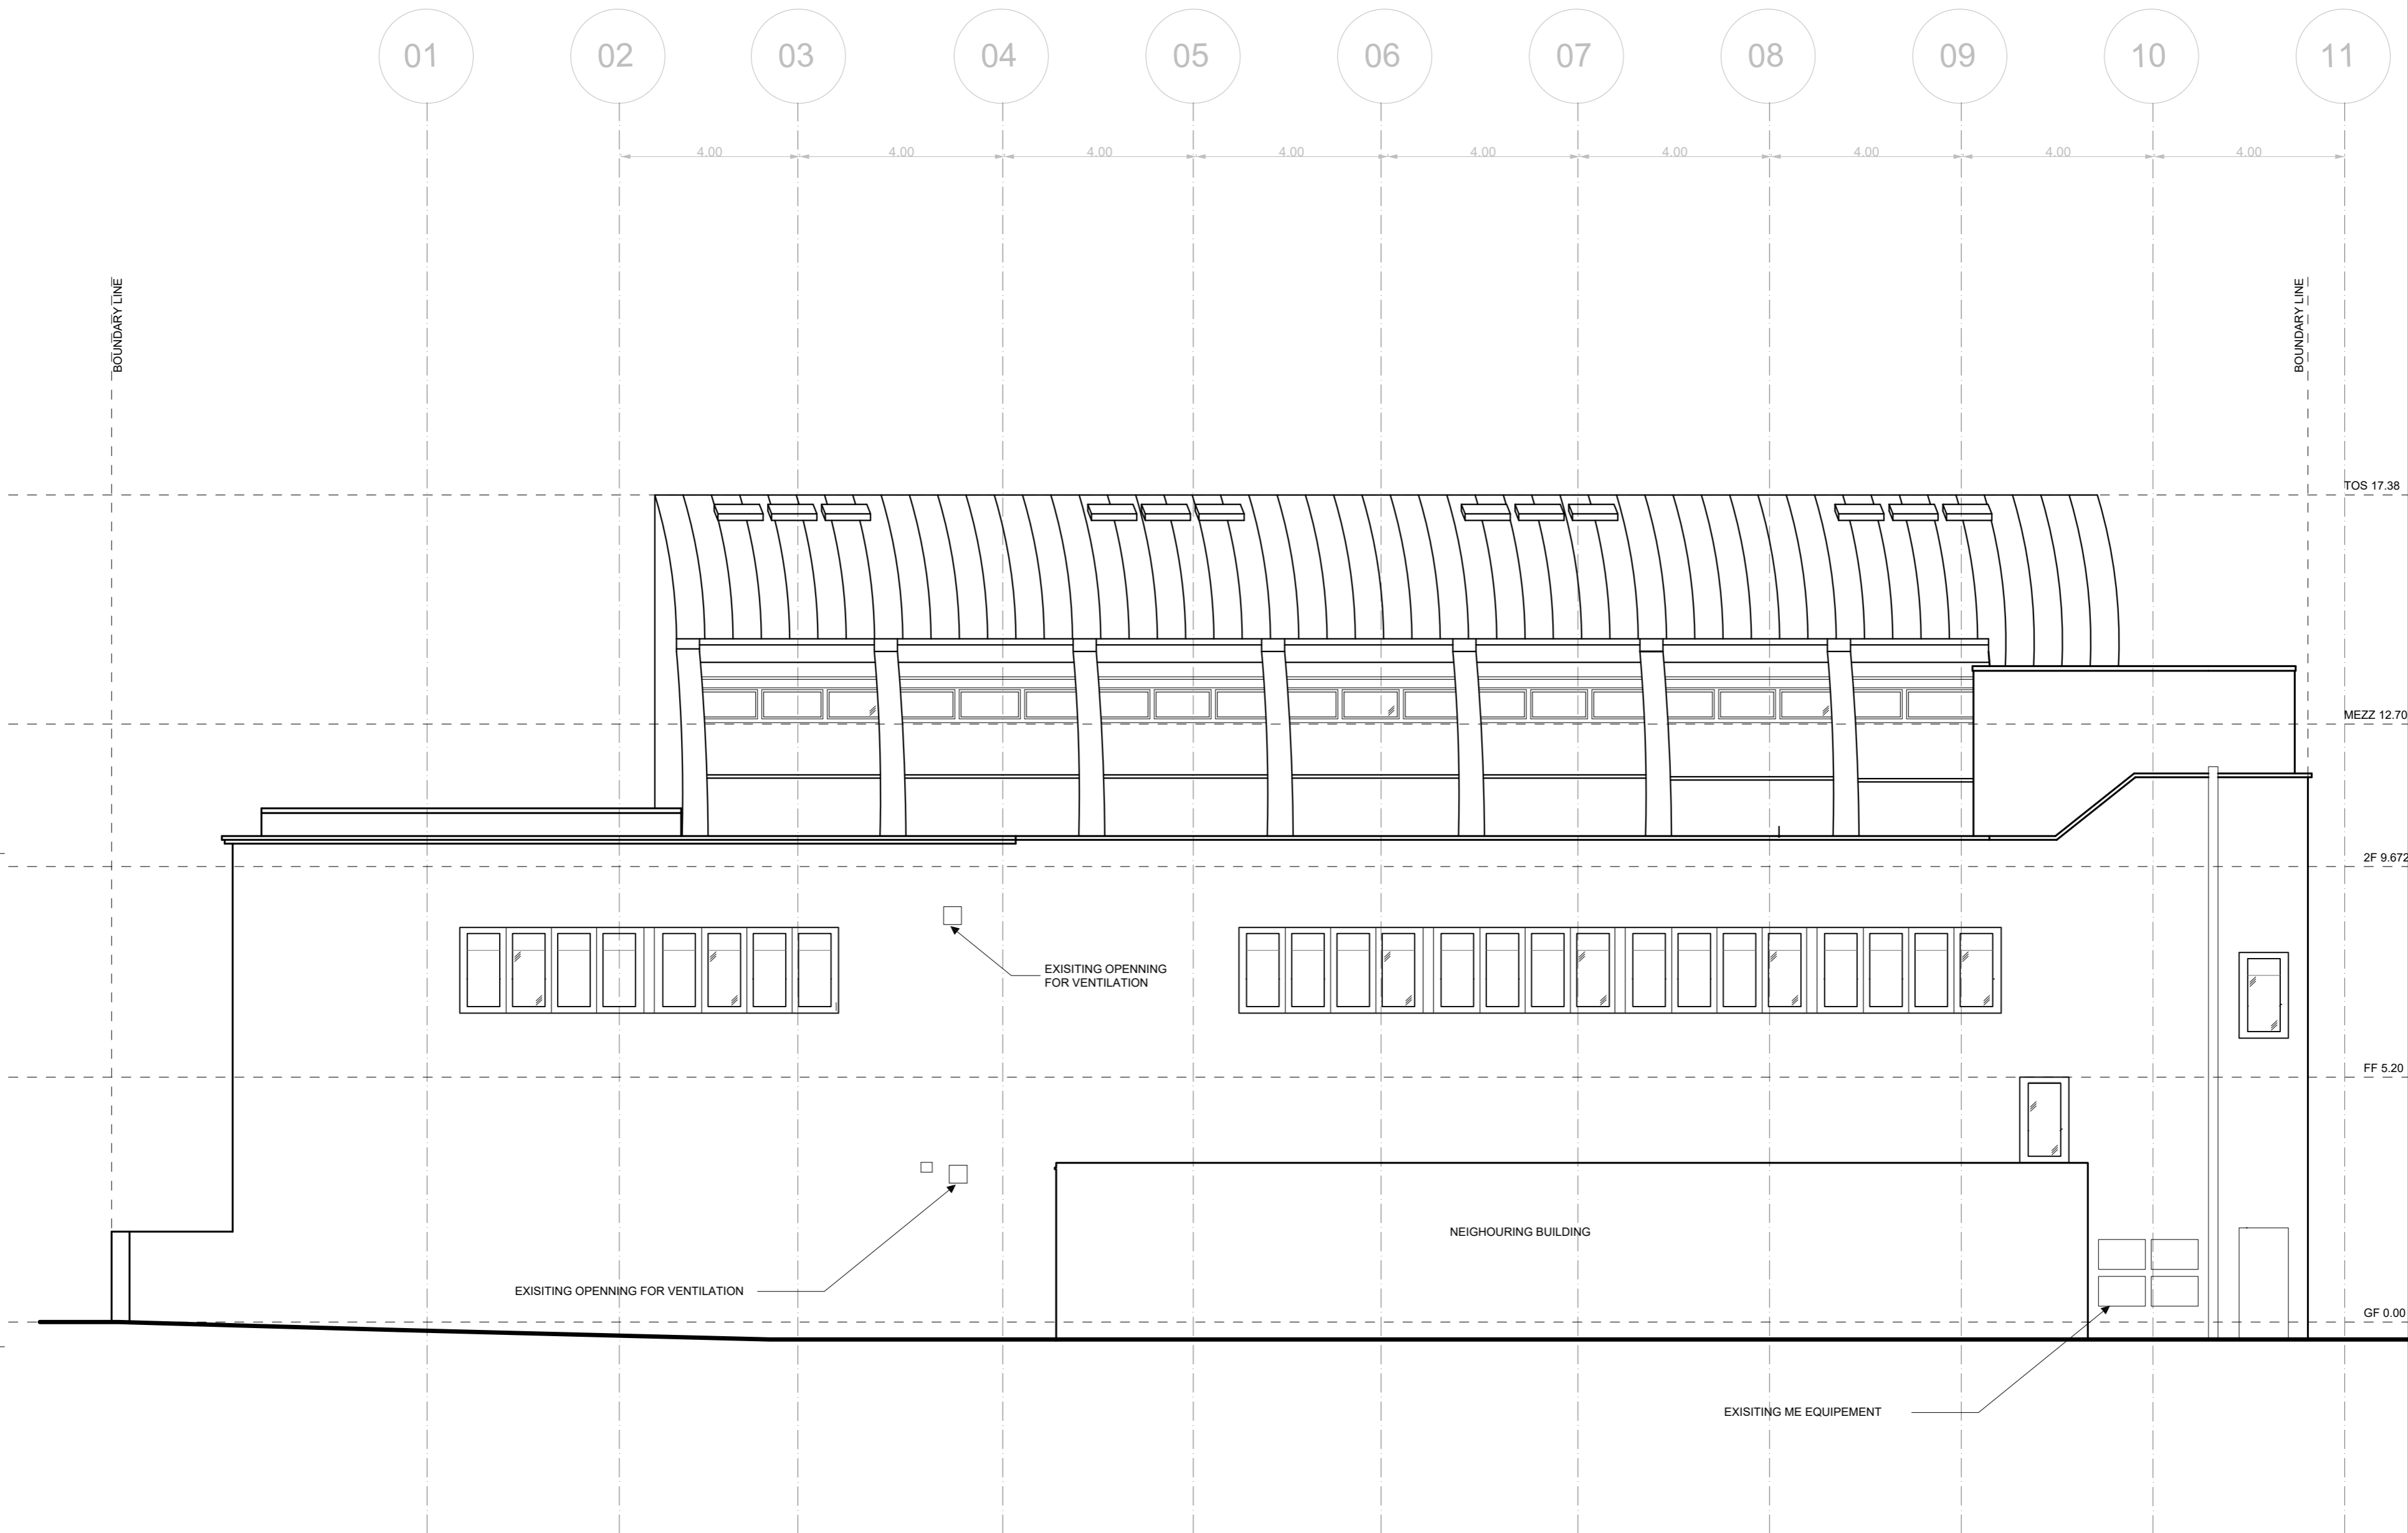 01 02 03 04 05 06 07 08 09 10 11
4.00 4.00 4.00 4.00 4.00 4.00 4.00 4.00 4.00
BOUNDARY LINE
BOUNDARY LINE
TOS 17.38
MEZZ 12.70
2F 9.672
EXISITING OPENNING
FOR VENTILATION
FF 5.20
NEIGHOURING BUILDING
EXISITING OPENNING FOR VENTILATION
GF 0.00
EXISITING ME EQUIPEMENT